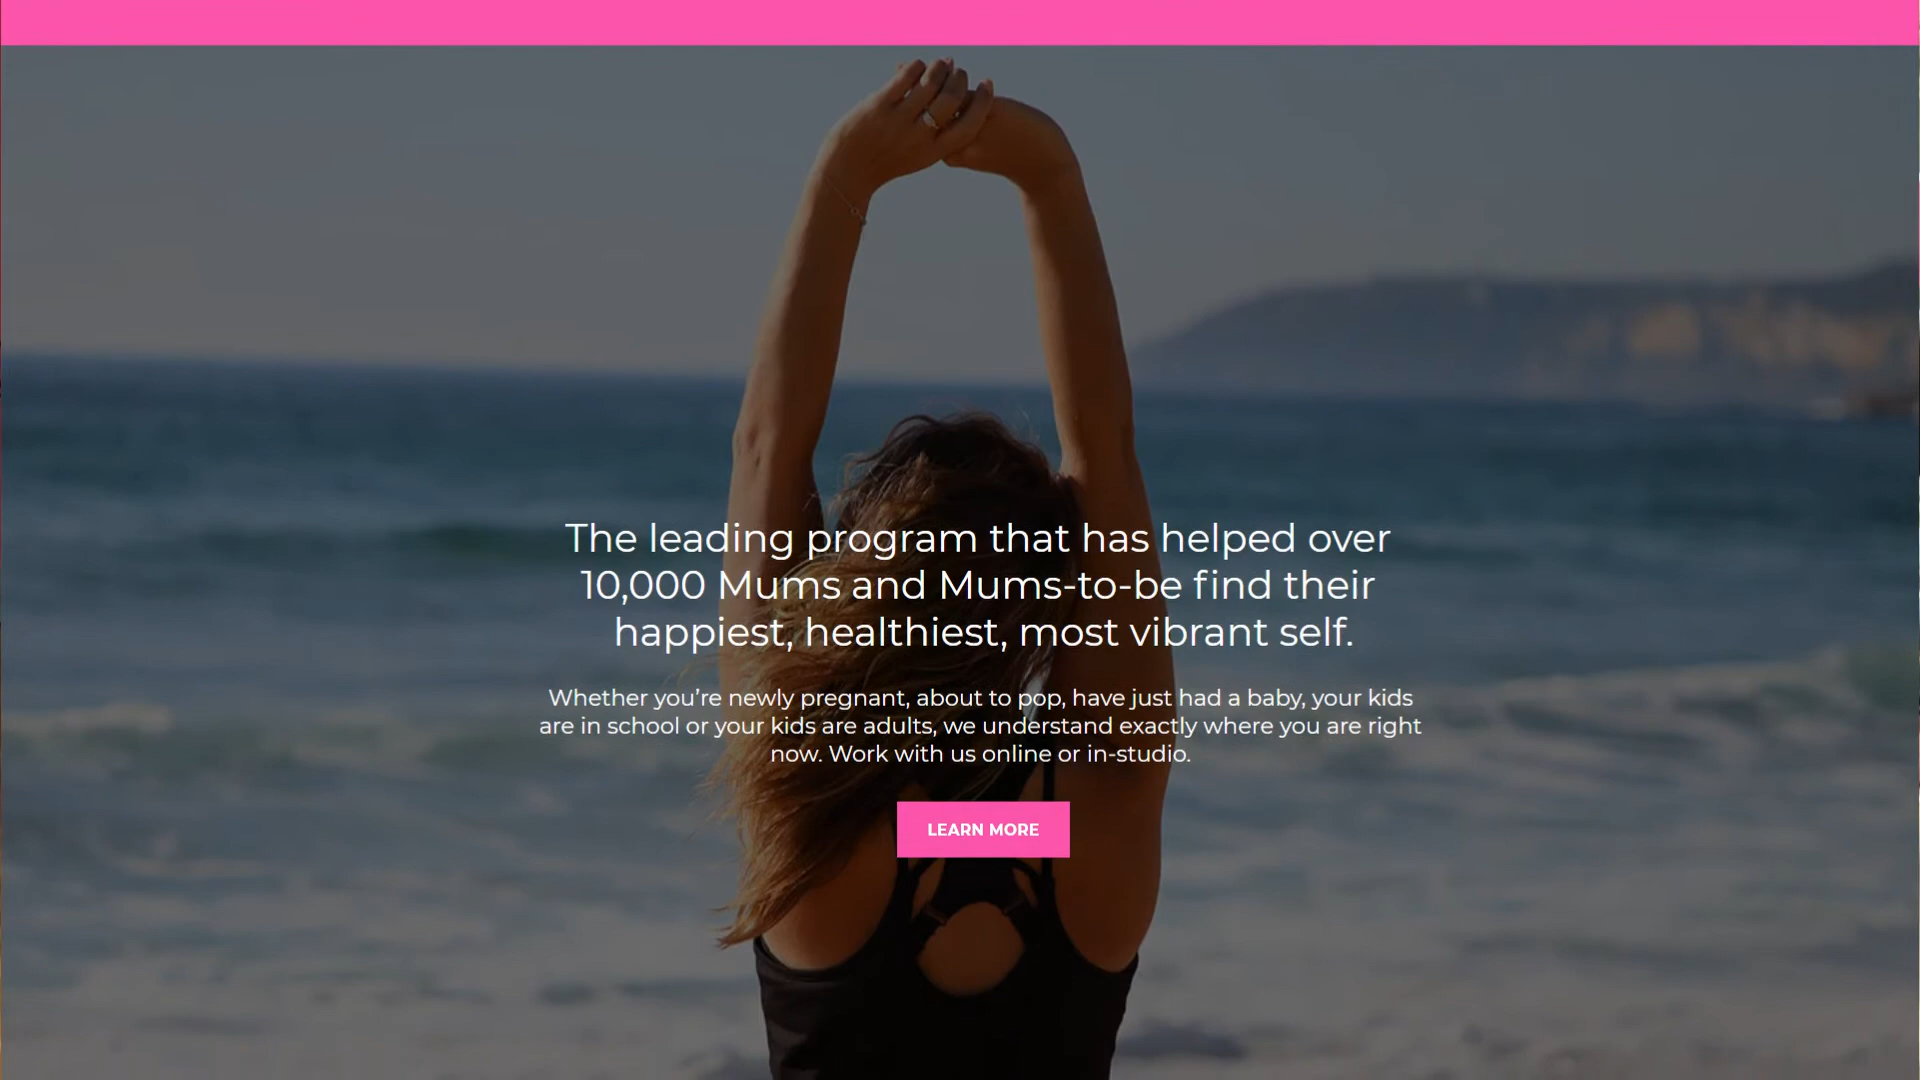 The leading program that has helped over
10,000 Mums and Mums-to-be find their
happiest, healthiest, most vibrant self.
Whether you’re newly pregnant, about to pop, have just had a baby, your kids
are in school or your kids are adults, we understand exactly where you are right
now. Work with us online or in-studio.
LEARN MORE